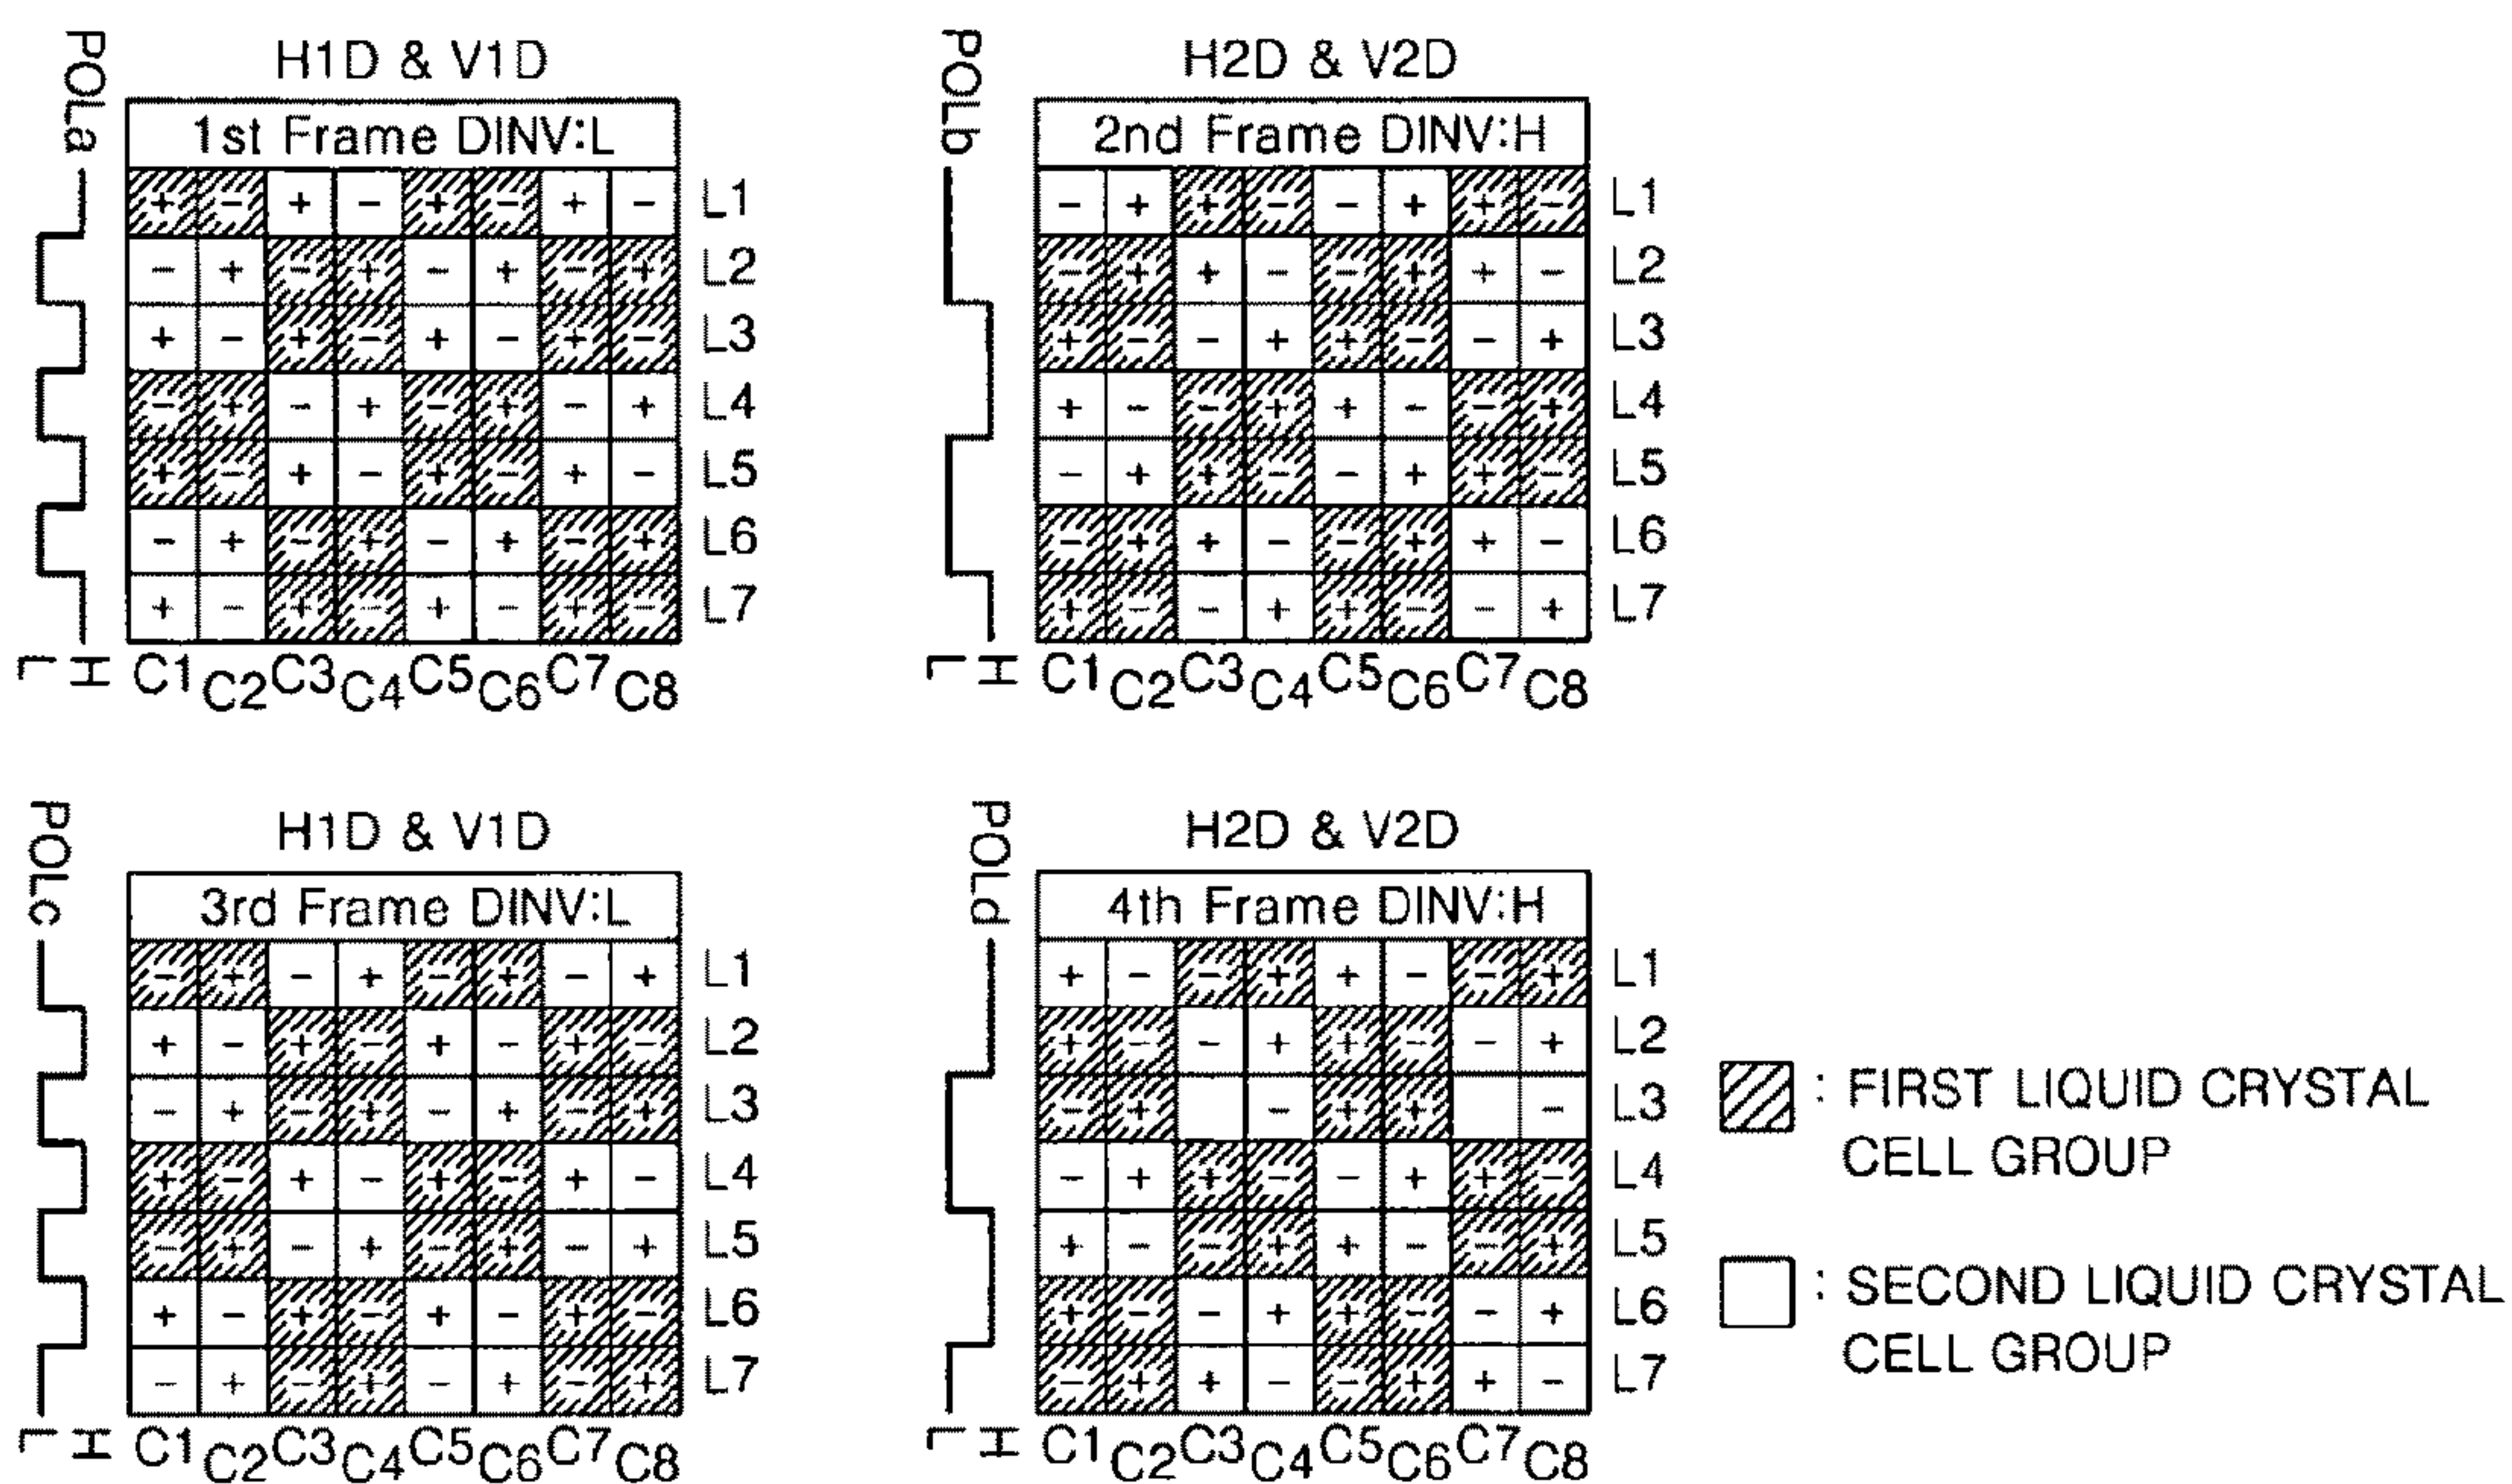 POLa
H1D & V1D
1st Frame DINV:L
+ - + - + - + - L1
- + - + - + - + L2
+ - + - + - + - L3
- + - + - + - + L4
+ - + - + - + - L5
- + - + - + - + L6
+ - + - + - + - L7
L H C1 C2 C3 C4 C5 C6 C7 C8
POLb
H2D & V2D
2nd Frame DINV:H
- + + - - + + - L1
- + + - - + + - L2
+ - - + + - - + L3
+ - - + + - - + L4
- + + - - + + - L5
- + + - - + + - L6
+ - - + + - - + L7
L H C1 C2 C3 C4 C5 C6 C7 C8
POLc
H1D & V1D
3rd Frame DINV:L
- + - + - + - + L1
+ - + - + - + - L2
- + - + - + - + L3
+ - + - + - + - L4
- + - + - + - + L5
+ - + - + - + - L6
- + - + - + - + L7
L H C1 C2 C3 C4 C5 C6 C7 C8
POLd
H2D & V2D
4th Frame DINV:H
+ - - + + - - + L1
+ - - + + - - + L2
- + - + + - L3
- + + - - + + - L4
+ - - + + - - + L5
+ - - + + - - + L6
- + + - - + + - L7
L H C1 C2 C3 C4 C5 C6 C7 C8
: FIRST LIQUID CRYSTAL
CELL GROUP
: SECOND LIQUID CRYSTAL
CELL GROUP